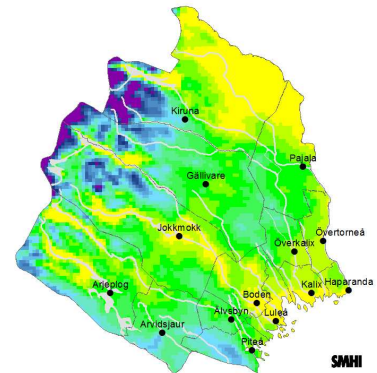 Kiruna
Pajala
Gällivare
Jokkmokk
Övertorneå
Överkalix
Arjeplog
Boden
Kalix
Haparanda
Älvsbyn
Luleå
Arvidsjaur
Piteå
SMHI